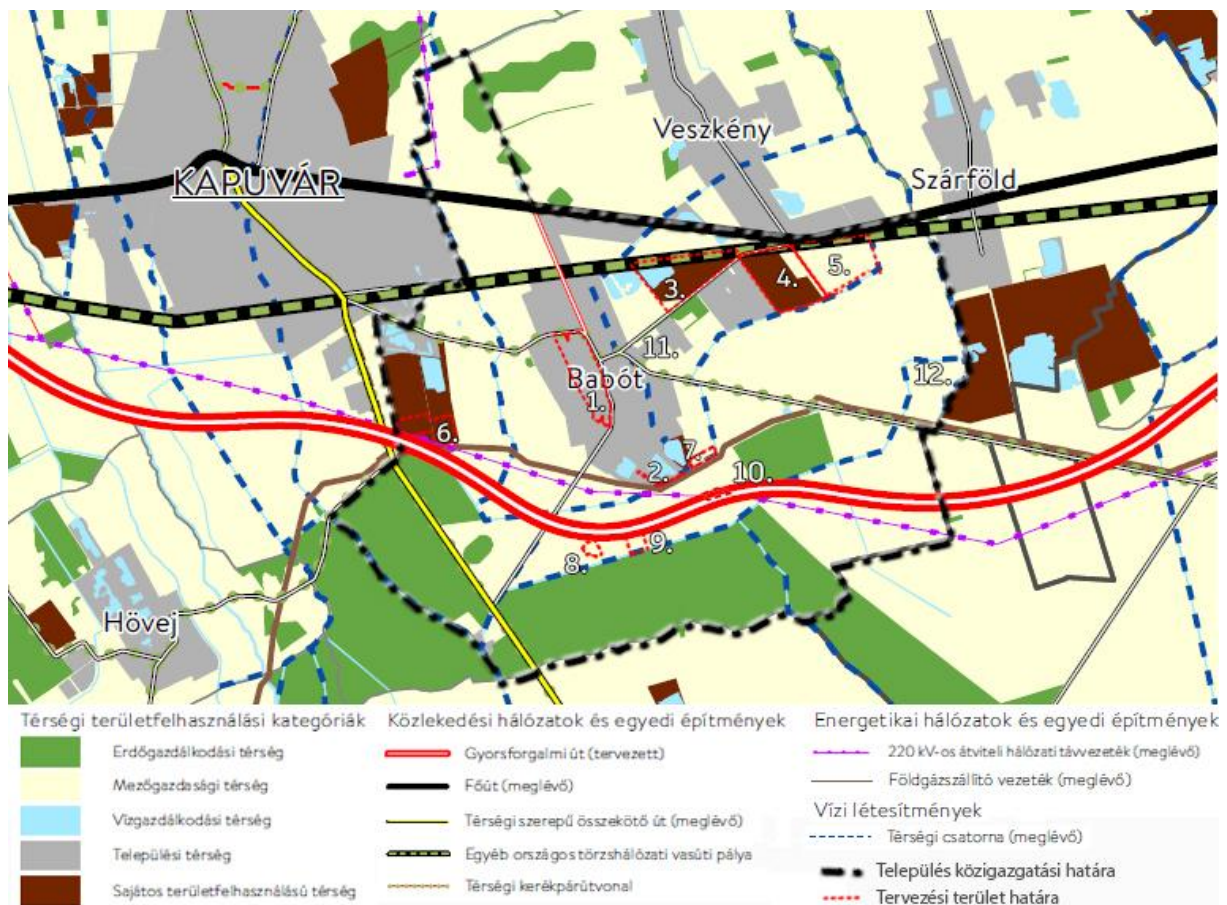 Veszkény
KAPUVÁR
Szárföld
5.
4.
3.
11.
12.
Babót
1.
6.
7.
2.
10.
9.
8.
Hövej
Térségi területfelhasználási kategóriák
Erdőgazdálkodási térség
Mezőgazdasági térség
Vízgazdálkodási térség
Települési térség
Sajátos területfelhasználású térség
Közlekedési hálózatok és egyedi építmények
Gyorsforgalmi út (tervezett)
Főút (meglévő)
Térségi szerepű összekötő út (meglévő)
Egyéb országos törzshálózati vasúti pálya
Térségi kerékpárútvonal
Energetikai hálózatok és egyedi építmények
220 kV-os átviteli hálózati távvezeték (meglévő)
Földgázszállító vezeték (meglévő)
Vízi létesítmények
Térségi csatorna (meglévő)
Település közigazgatási határa
Tervezési terület határa